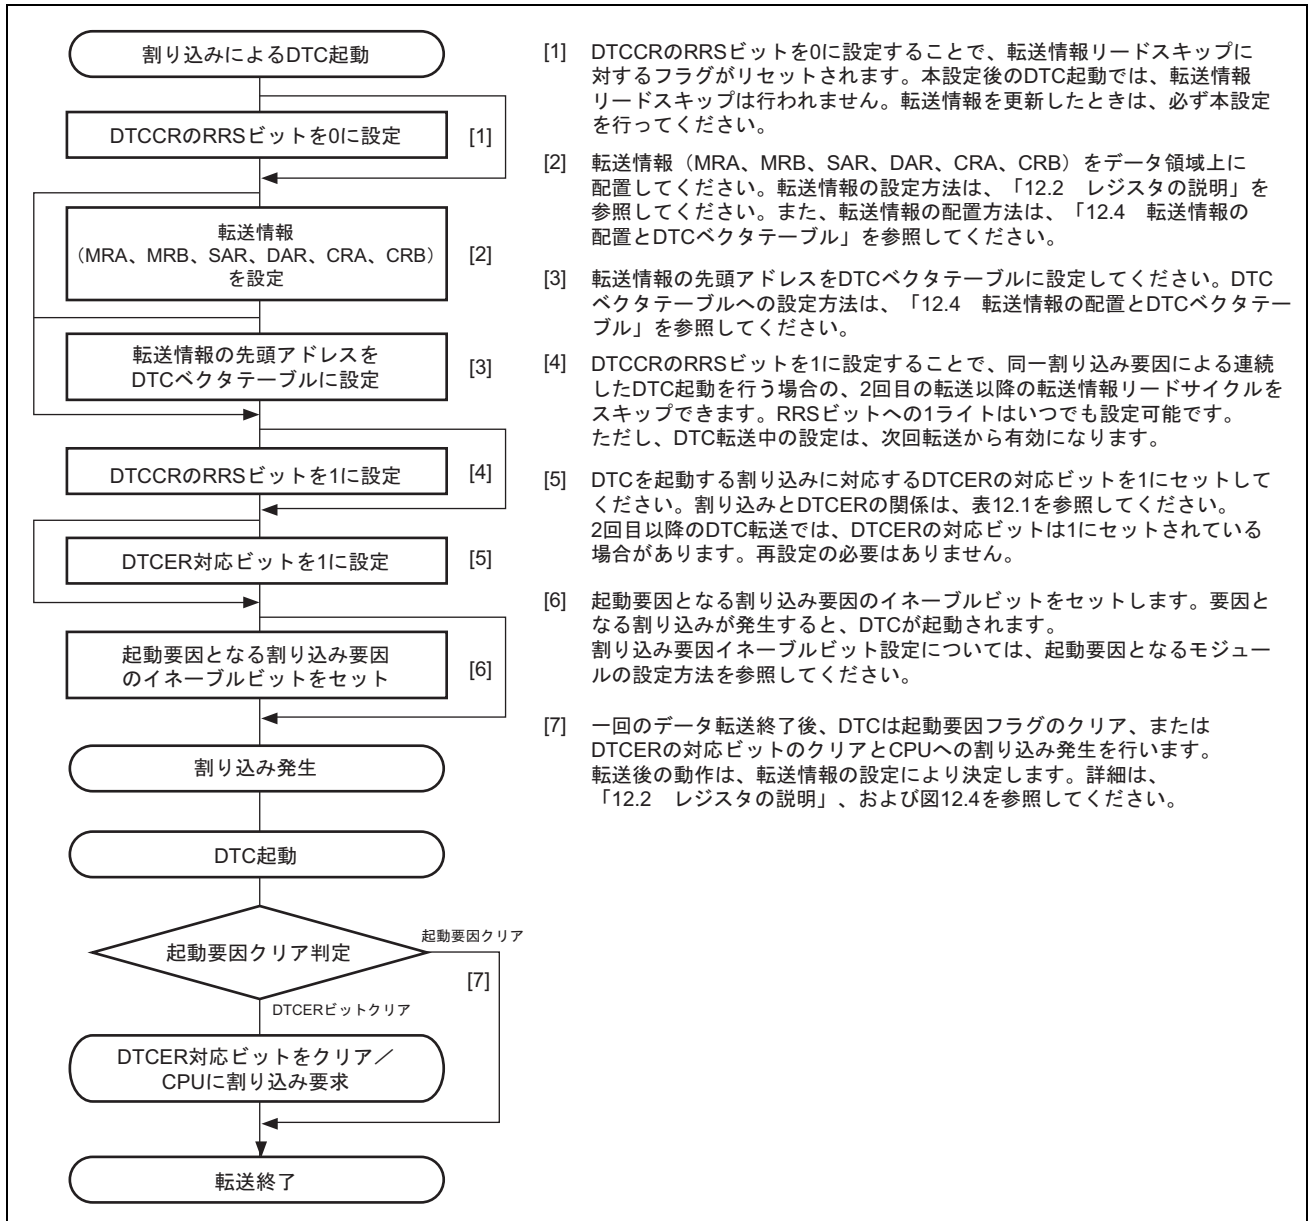 割り込みによるDTC起動
DTCCRのRRSビットを0に設定
[1]
転送情報
（MRA、MRB、SAR、DAR、CRA、CRB）
を設定
[2]
転送情報の先頭アドレスを
DTCベクタテーブルに設定
[3]
DTCCRのRRSビットを1に設定
[4]
DTCER対応ビットを1に設定
[5]
起動要因となる割り込み要因
のイネーブルビットをセット
[6]
割り込み発生
DTC起動
起動要因クリア判定
起動要因クリア
[7]
DTCERビットクリア
DTCER対応ビットをクリア／
CPUに割り込み要求
転送終了
[1] DTCCRのRRSビットを0に設定することで、転送情報リードスキップに
対するフラグがリセットされます。本設定後のDTC起動では、転送情報
リードスキップは行われません。転送情報を更新したときは、必ず本設定
を行ってください。
[2] 転送情報（MRA、MRB、SAR、DAR、CRA、CRB）をデータ領域上に
配置してください。転送情報の設定方法は、「12.2　レジスタの説明」を
参照してください。また、転送情報の配置方法は、「12.4　転送情報の
配置とDTCベクタテーブル」を参照してください。
[3] 転送情報の先頭アドレスをDTCベクタテーブルに設定してください。DTC
ベクタテーブルへの設定方法は、「12.4　転送情報の配置とDTCベクタテー
ブル」を参照してください。
[4] DTCCRのRRSビットを1に設定することで、同一割り込み要因による連続
したDTC起動を行う場合の、2回目の転送以降の転送情報リードサイクルを
スキップできます。RRSビットへの1ライトはいつでも設定可能です。
ただし、DTC転送中の設定は、次回転送から有効になります。
[5] DTCを起動する割り込みに対応するDTCERの対応ビットを1にセットして
ください。割り込みとDTCERの関係は、表12.1を参照してください。
2回目以降のDTC転送では、DTCERの対応ビットは1にセットされている
場合があります。再設定の必要はありません。
[6] 起動要因となる割り込み要因のイネーブルビットをセットします。要因と
なる割り込みが発生すると、DTCが起動されます。
割り込み要因イネーブルビット設定については、起動要因となるモジュー
ルの設定方法を参照してください。
[7] 一回のデータ転送終了後、DTCは起動要因フラグのクリア、または
DTCERの対応ビットのクリアとCPUへの割り込み発生を行います。
転送後の動作は、転送情報の設定により決定します。詳細は、
「12.2　レジスタの説明」、および図12.4を参照してください。